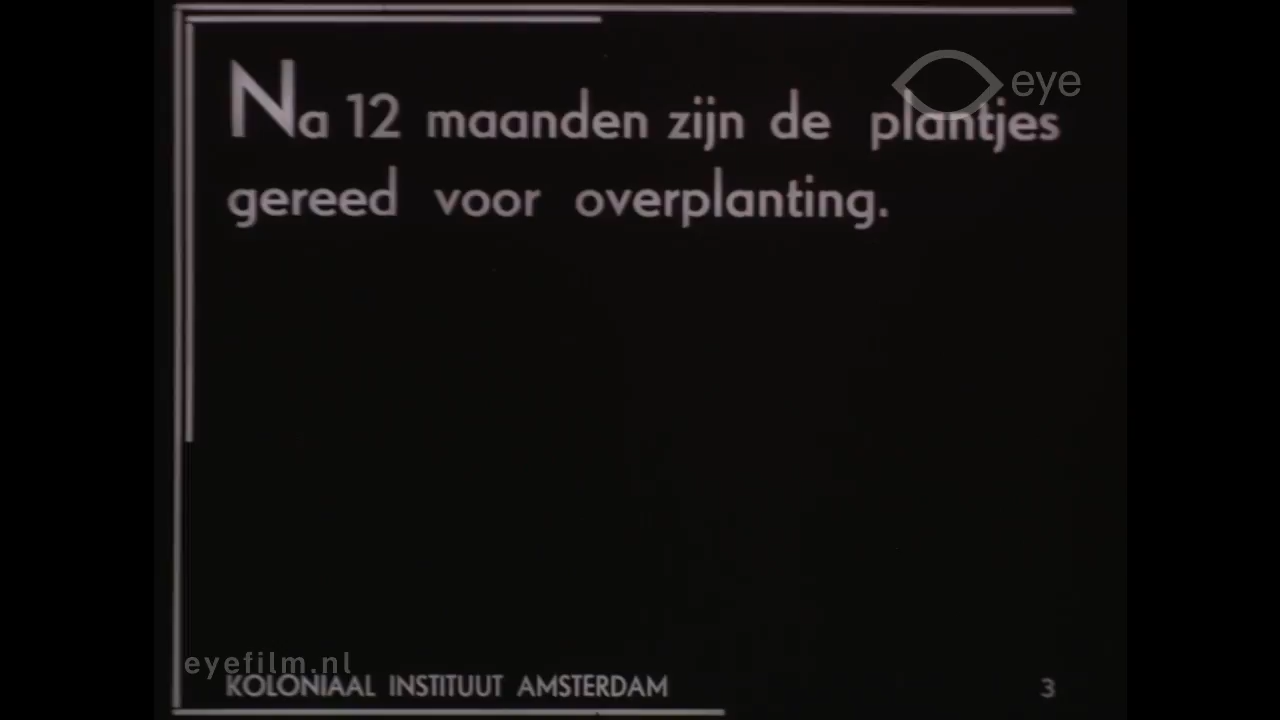 eye
Na 12 maanden zijn de plantjes
gereed voor overplanting.
eyefilm.nl
KOLONIAAL INSTITUUT AMSTERDAM 3